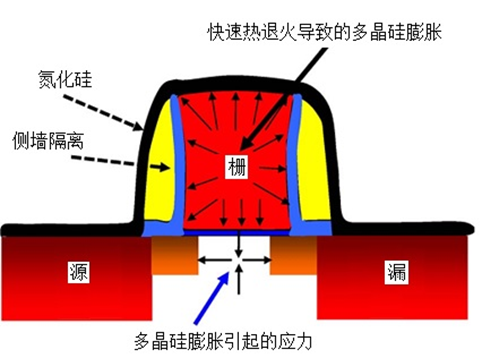 快速热退火导致的多晶硅膨胀
氮化硅
侧墙隔离
栅
源
漏
多晶硅膨胀引起的应力